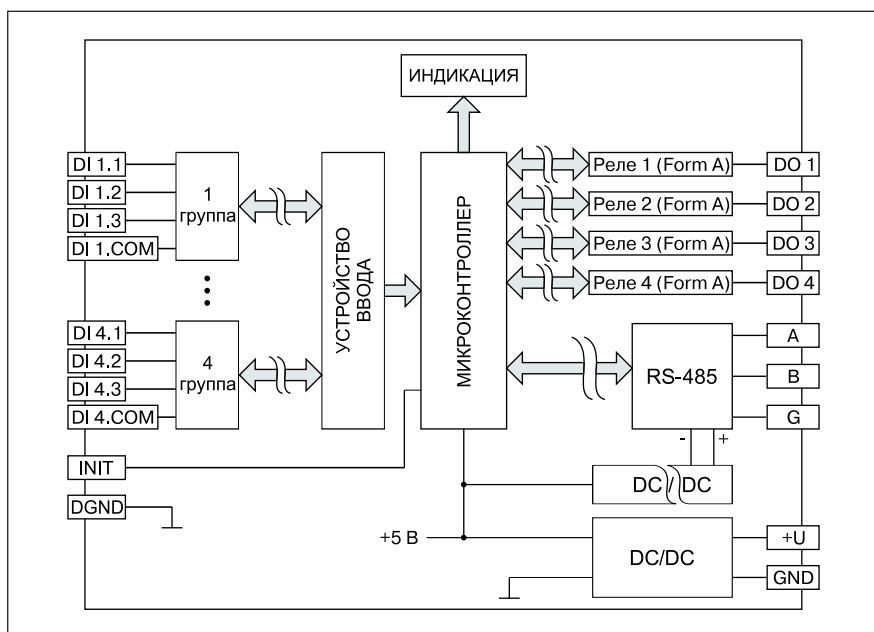 ИНДИКАЦИЯ
DI 1.1
DI 1.2
DI 1.3
DI 1.COM
1
группа
DI 4.1
DI 4.2
DI 4.3
DI 4.COM
4
группа
INIT
DGND
УСТРОЙСТВО
ВВОДА
МИКРОКОНТРОЛЛЕР
Реле 1 (Form A)
DO 1
Реле 2 (Form A)
DO 2
Реле 3 (Form A)
DO 3
Реле 4 (Form A)
DO 4
RS-485
A
B
G
- +
DC / DC
+5 В
DC/DC
+U
GND